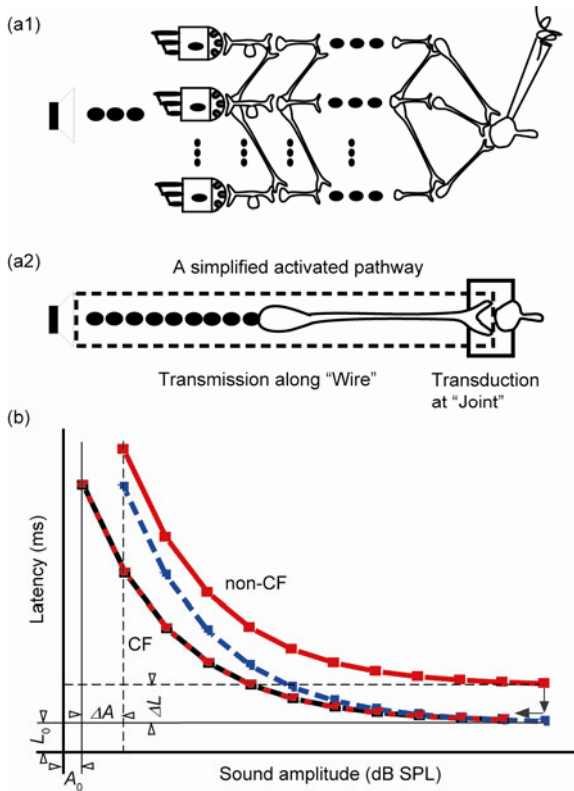 (a1)
(a2)
A simplified activated pathway
Transmission along “Wire”
Transduction
at “Joint”
(b)
Latency (ms)
non-CF
CF
ΔA
ΔL
L₀
A₀
Sound amplitude (dB SPL)